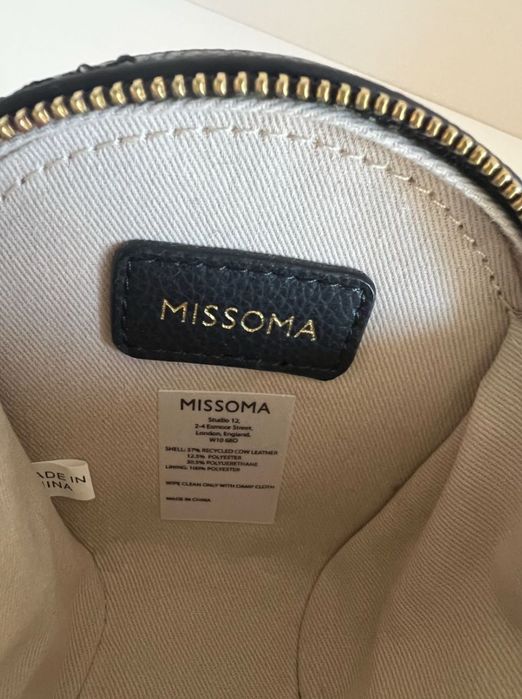 MISSOMA
MISSOMA
Studio 12,
2-4 Exmoor Street,
London, England,
W10 6BD
SHELL: 57% RECYCLED COW LEATHER
12.5% POLYESTER
30.5% POLYURETHANE
LINING: 100% POLYESTER
WIPE CLEAN ONLY WITH DAMP CLOTH
MADE IN CHINA
ADE IN
INA